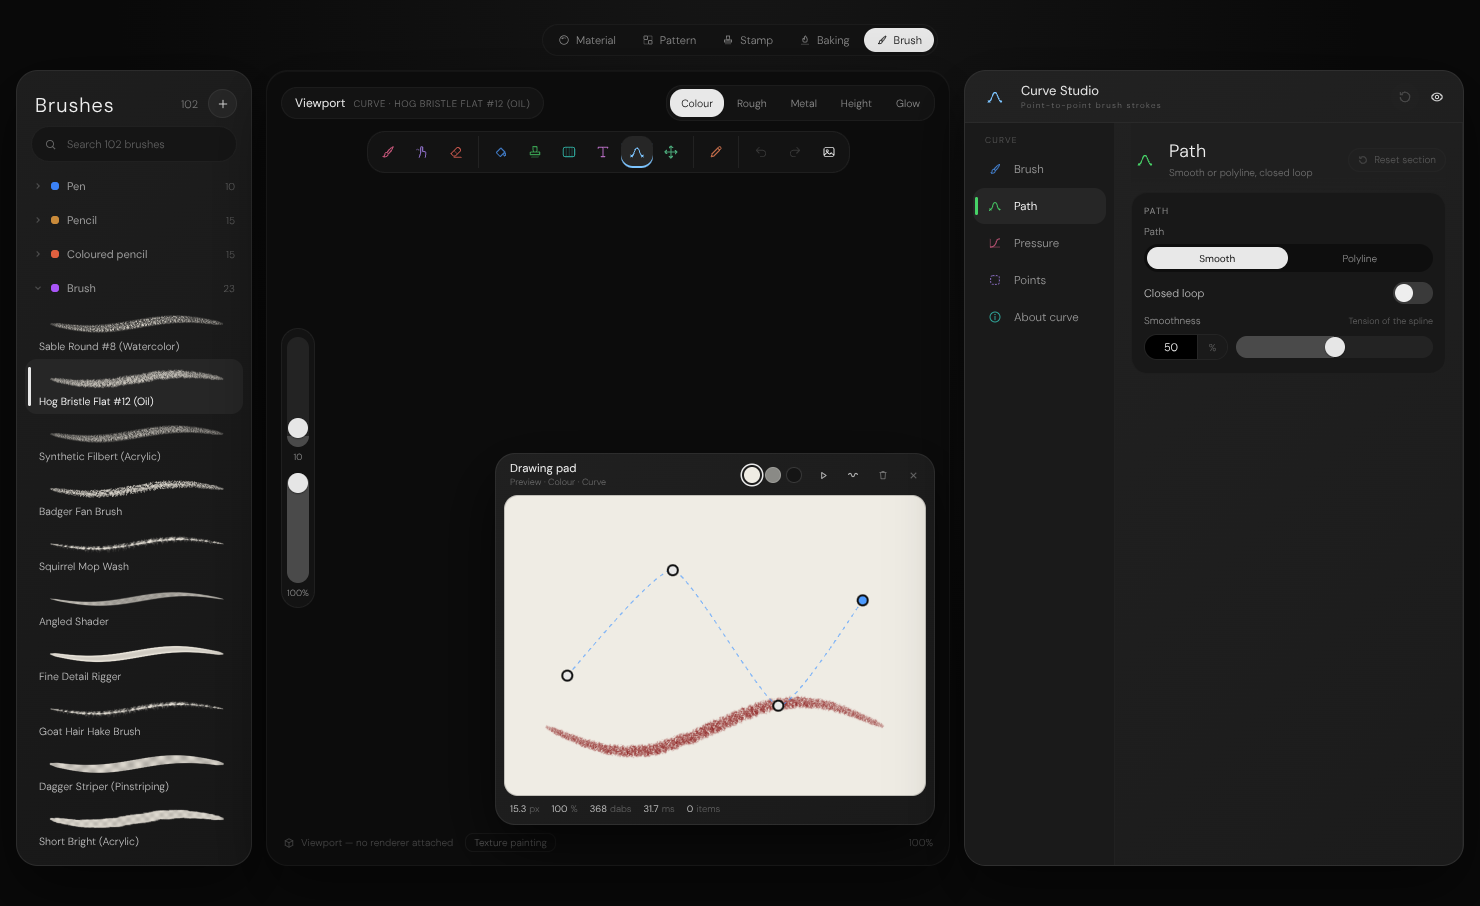 Material Pattern Stamp Baking Brush
Brushes 102 +
Search 102 brushes
Pen 10
Pencil 15
Coloured pencil 15
Brush 23
Sable Round #8 (Watercolor)
Hog Bristle Flat #12 (Oil)
Synthetic Filbert (Acrylic)
Badger Fan Brush
Squirrel Mop Wash
Angled Shader
Fine Detail Rigger
Goat Hair Hake Brush
Dagger Striper (Pinstriping)
Short Bright (Acrylic)
Viewport CURVE · HOG BRISTLE FLAT #12 (OIL)
Colour Rough Metal Height Glow
10
100%
Drawing pad
Preview · Colour · Curve
15.3 px 100 % 368 dabs 31.7 ms 0 items
Viewport — no renderer attached Texture painting 100%
Curve Studio
Point-to-point brush strokes
CURVE
Brush
Path
Pressure
Points
About curve
Path
Smooth or polyline, closed loop
Reset section
PATH
Path
Smooth Polyline
Closed loop
Smoothness Tension of the spline
50 %